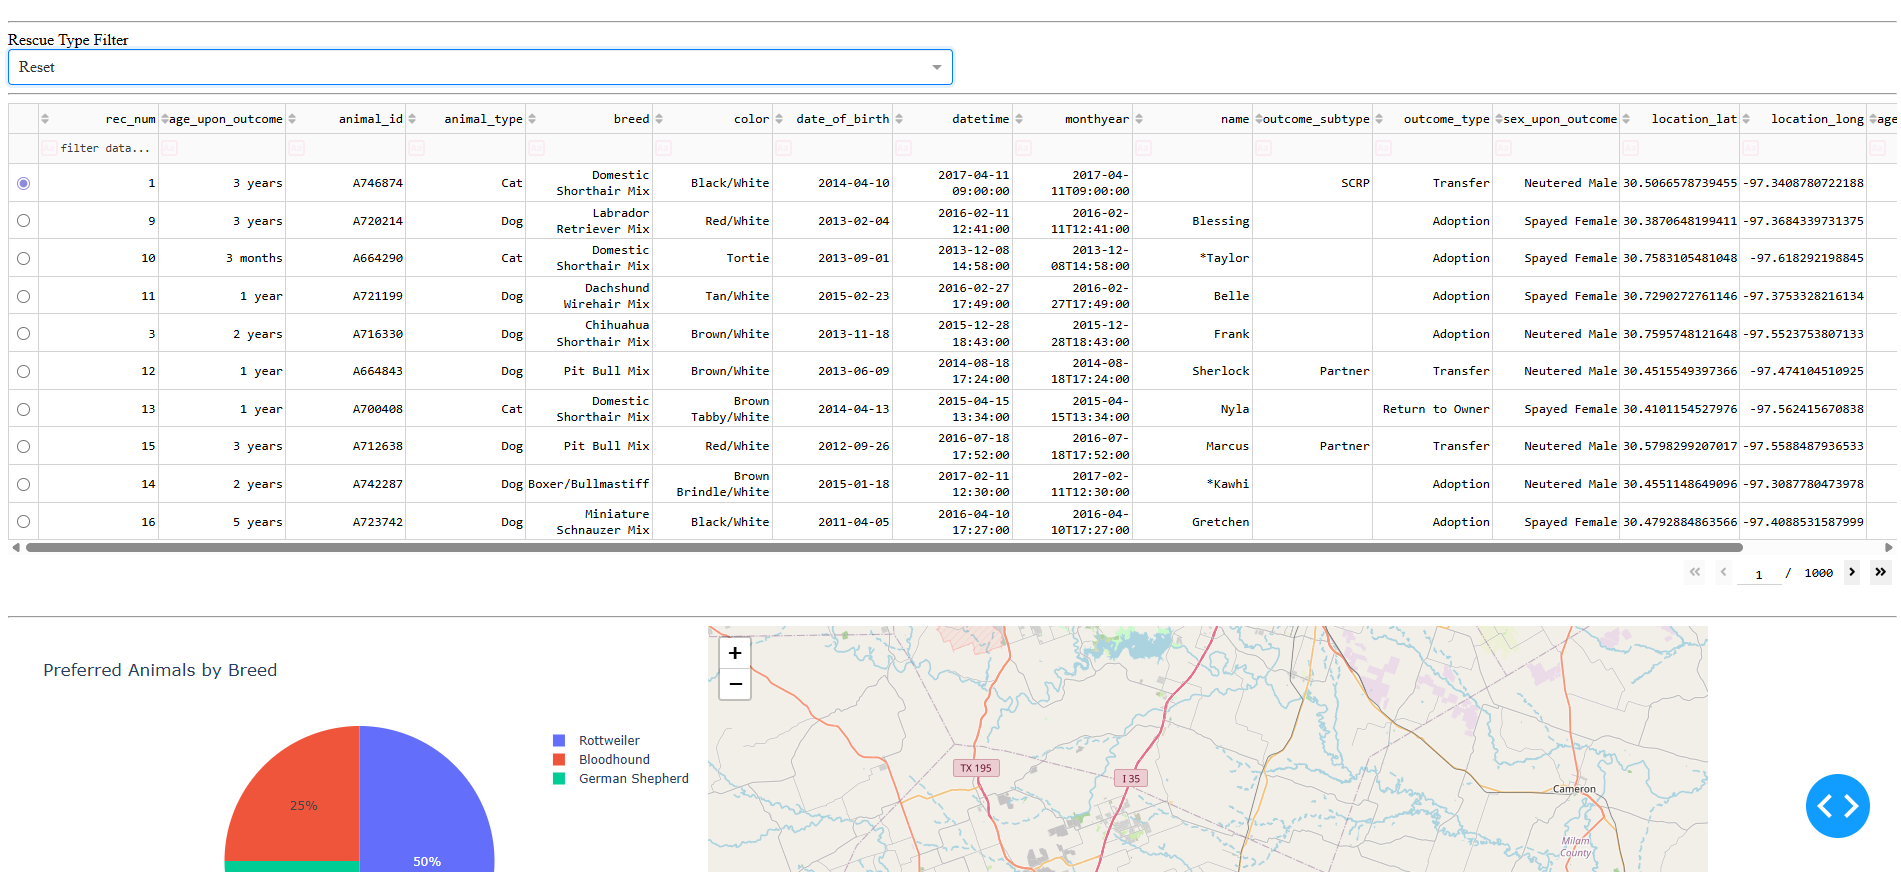 Rescue Type Filter
Reset
rec_num age_upon_outcome animal_id animal_type breed color date_of_birth datetime monthyear name outcome_subtype outcome_type sex_upon_outcome location_lat location_long age
Aa filter data... Aa Aa Aa Aa Aa Aa Aa Aa Aa Aa Aa Aa Aa Aa Aa
1 3 years A746874 Cat Domestic Shorthair Mix Black/White 2014-04-10 2017-04-11 09:00:00 2017-04-11T09:00:00 SCRP Transfer Neutered Male 30.5066578739455 -97.3408780722188
9 3 years A720214 Dog Labrador Retriever Mix Red/White 2013-02-04 2016-02-11 12:41:00 2016-02-11T12:41:00 Blessing Adoption Spayed Female 30.3870648199411 -97.3684339731375
10 3 months A664290 Cat Domestic Shorthair Mix Tortie 2013-09-01 2013-12-08 14:58:00 2013-12-08T14:58:00 *Taylor Adoption Spayed Female 30.7583105481048 -97.618292198845
11 1 year A721199 Dog Dachshund Wirehair Mix Tan/White 2015-02-23 2016-02-27 17:49:00 2016-02-27T17:49:00 Belle Adoption Spayed Female 30.7290272761146 -97.3753328216134
3 2 years A716330 Dog Chihuahua Shorthair Mix Brown/White 2013-11-18 2015-12-28 18:43:00 2015-12-28T18:43:00 Frank Adoption Neutered Male 30.7595748121648 -97.5523753807133
12 1 year A664843 Dog Pit Bull Mix Brown/White 2013-06-09 2014-08-18 17:24:00 2014-08-18T17:24:00 Sherlock Partner Transfer Neutered Male 30.4515549397366 -97.474104510925
13 1 year A700408 Cat Domestic Shorthair Mix Brown Tabby/White 2014-04-13 2015-04-15 13:34:00 2015-04-15T13:34:00 Nyla Return to Owner Spayed Female 30.4101154527976 -97.562415670838
15 3 years A712638 Dog Pit Bull Mix Red/White 2012-09-26 2016-07-18 17:52:00 2016-07-18T17:52:00 Marcus Partner Transfer Neutered Male 30.5798299207017 -97.5588487936533
14 2 years A742287 Dog Boxer/Bullmastiff Brown Brindle/White 2015-01-18 2017-02-11 12:30:00 2017-02-11T12:30:00 *Kawhi Adoption Neutered Male 30.4551148649096 -97.3087780473978
16 5 years A723742 Dog Miniature Schnauzer Mix Black/White 2011-04-05 2016-04-10 17:27:00 2016-04-10T17:27:00 Gretchen Adoption Spayed Female 30.4792884863566 -97.4088531587999
1 / 1000
Preferred Animals by Breed
Rottweiler
Bloodhound
German Shepherd
25%
50%
+
−
TX 195
I 35
Cameron
Milam
County